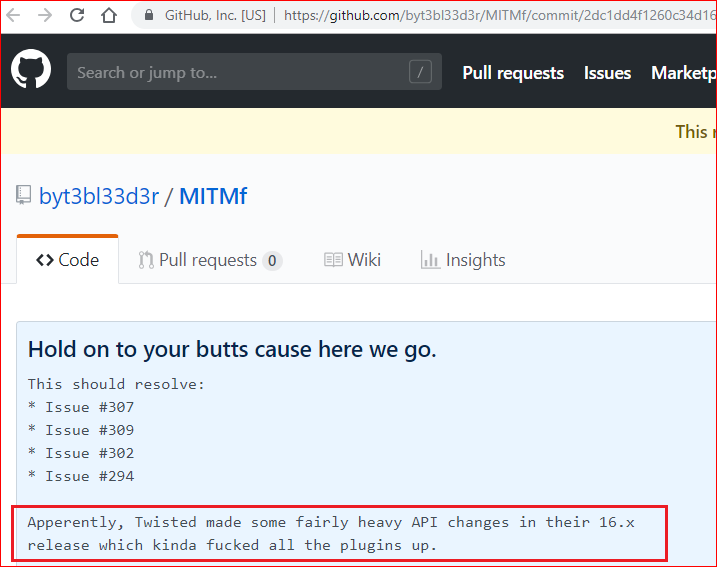 GitHub, Inc. [US] | https://github.com/byt3bl33d3r/MITMf/commit/2dc1dd4f1260c34d16
Search or jump to... /
Pull requests Issues Marketp
This r
byt3bl33d3r / MITMf
Code Pull requests 0 Wiki Insights
Hold on to your butts cause here we go.
This should resolve:
* Issue #307
* Issue #309
* Issue #302
* Issue #294
Apperently, Twisted made some fairly heavy API changes in their 16.x
release which kinda fucked all the plugins up.